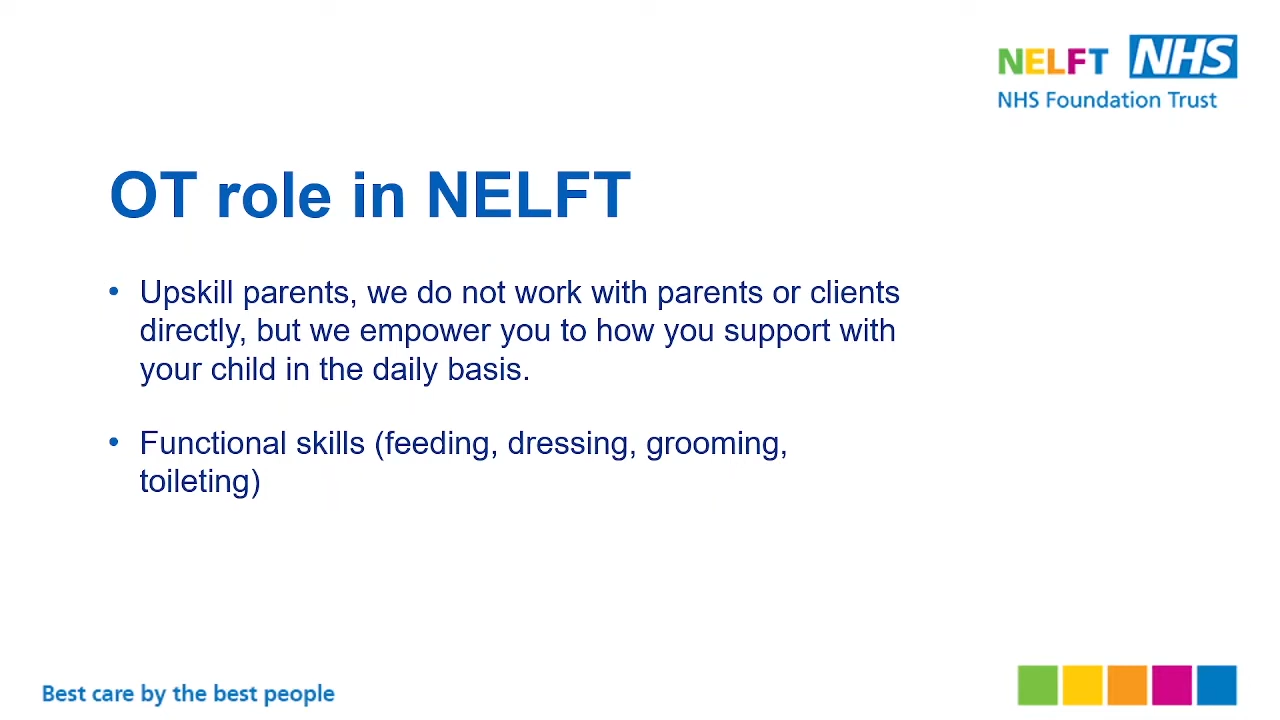 NELFT NHS
NHS Foundation Trust
OT role in NELFT
• Upskill parents, we do not work with parents or clients
directly, but we empower you to how you support with
your child in the daily basis.
• Functional skills (feeding, dressing, grooming,
toileting)
Best care by the best people